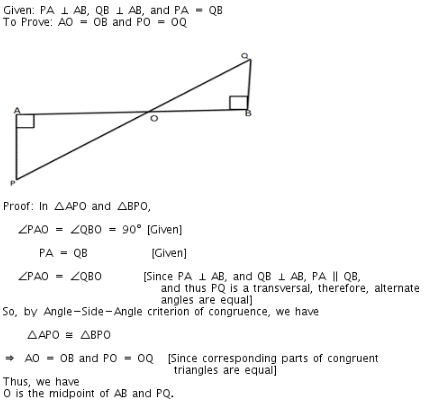 Given: PA ⊥ AB, QB ⊥ AB, and PA = QB
To Prove: AO = OB and PO = OQ
Q
A
O
B
P
Proof: In △APO and △BPO,
∠PAO = ∠QBO = 90° [Given]
PA = QB [Given]
∠PAO = ∠QBO [Since PA ⊥ AB, and QB ⊥ AB, PA ∥ QB,
and thus PQ is a transversal, therefore, alternate
angles are equal]
So, by Angle-Side-Angle criterion of congruence, we have
△APO ≅ △BPO
⇒ AO = OB and PO = OQ [Since corresponding parts of congruent
triangles are equal]
Thus, we have
O is the midpoint of AB and PQ.